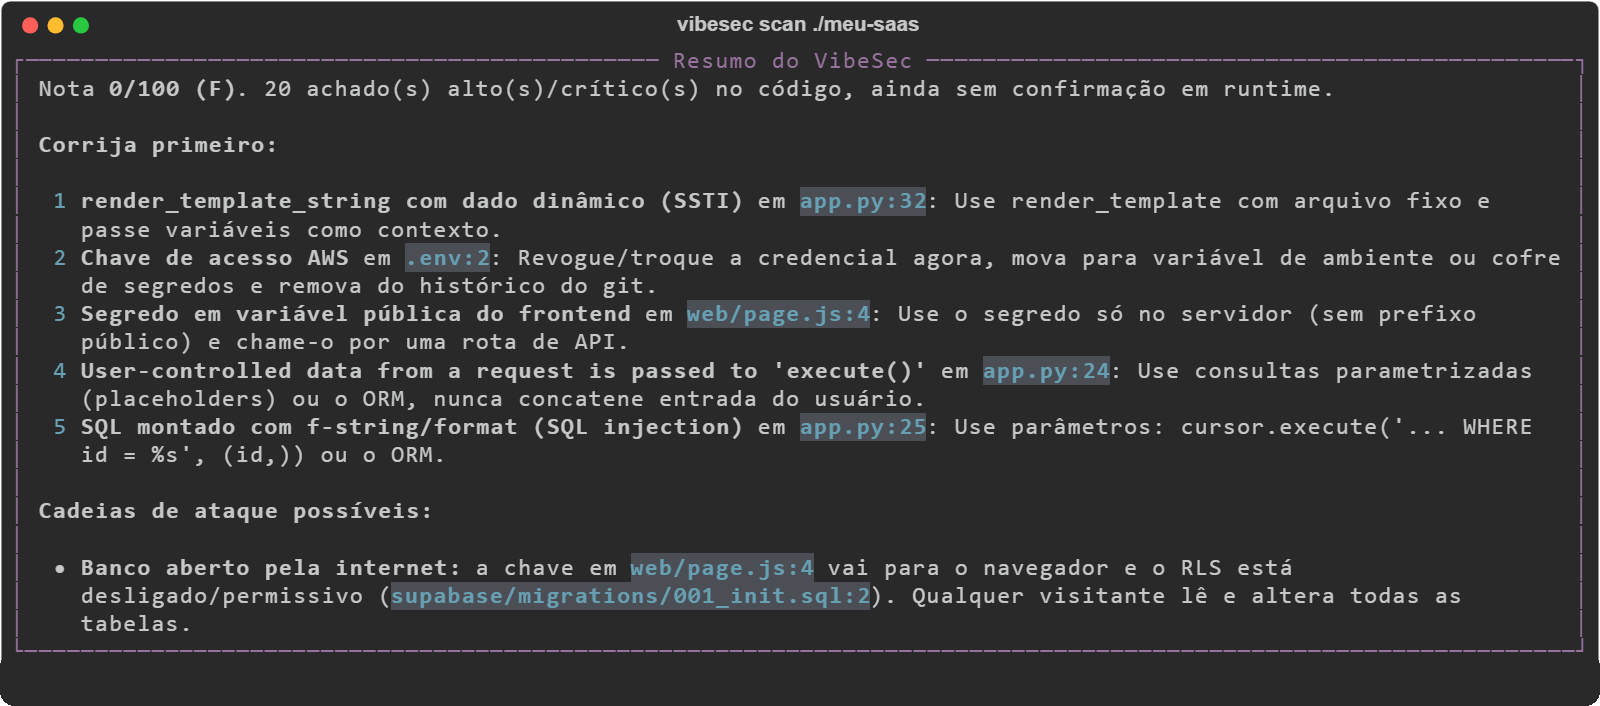 vibesec scan ./meu-saas
Resumo do VibeSec
Nota 0/100 (F). 20 achado(s) alto(s)/crítico(s) no código, ainda sem confirmação em runtime.
Corrija primeiro:
1 render_template_string com dado dinâmico (SSTI) em app.py:32: Use render_template com arquivo fixo e
passe variáveis como contexto.
2 Chave de acesso AWS em .env:2: Revogue/troque a credencial agora, mova para variável de ambiente ou cofre
de segredos e remova do histórico do git.
3 Segredo em variável pública do frontend em web/page.js:4: Use o segredo só no servidor (sem prefixo
público) e chame-o por uma rota de API.
4 User-controlled data from a request is passed to 'execute()' em app.py:24: Use consultas parametrizadas
(placeholders) ou o ORM, nunca concatene entrada do usuário.
5 SQL montado com f-string/format (SQL injection) em app.py:25: Use parâmetros: cursor.execute('... WHERE
id = %s', (id,)) ou o ORM.
Cadeias de ataque possíveis:
• Banco aberto pela internet: a chave em web/page.js:4 vai para o navegador e o RLS está
desligado/permissivo (supabase/migrations/001_init.sql:2). Qualquer visitante lê e altera todas as
tabelas.